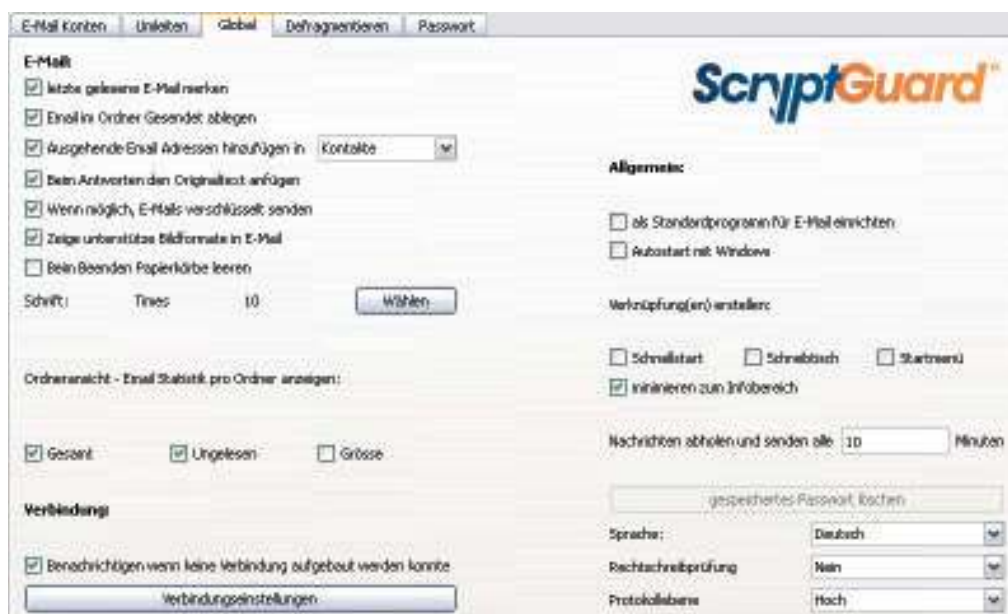 E-Mail Konten Umleiten Global Defragmentieren Passwort
E-Mail:
letzte gelesene E-Mail merken
Email im Ordner Gesendet ablegen
Ausgehende Email Adressen hinzufügen in Kontakte
Beim Antworten den Originaltext anfügen
Wenn möglich, E-Mails verschlüsselt senden
Zeige unterstütze Bildformate in E-Mail
Beim Beenden Papierkörbe leeren
Schrift: Times 10 Wählen
Ordneransicht - Email Statistik pro Ordner anzeigen:
Gesamt Ungelesen Grösse
Verbindung:
Benachrichtigen wenn keine Verbindung aufgebaut werden konnte
Verbindungseinstellungen
ScryptGuard™
Allgemein:
als Standardprogramm für E-Mail einrichten
Autostart mit Windows
Verknüpfung(en) erstellen:
Schnellstart Schreibtisch Startmenü
minimieren zum Infobereich
Nachrichten abholen und senden alle 10 Minuten
gespeichertes Passwort löschen
Sprache: Deutsch
Rechtschreibprüfung Nein
Protokollebene Hoch